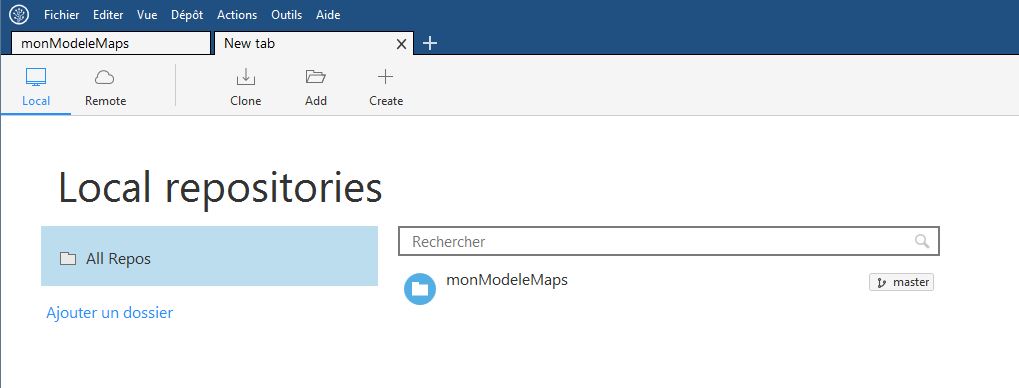 Fichier Editer Vue Dépôt Actions Outils Aide
monModeleMaps New tab
Local Remote Clone Add Create
Local repositories
All Repos
Rechercher
monModeleMaps master
Ajouter un dossier